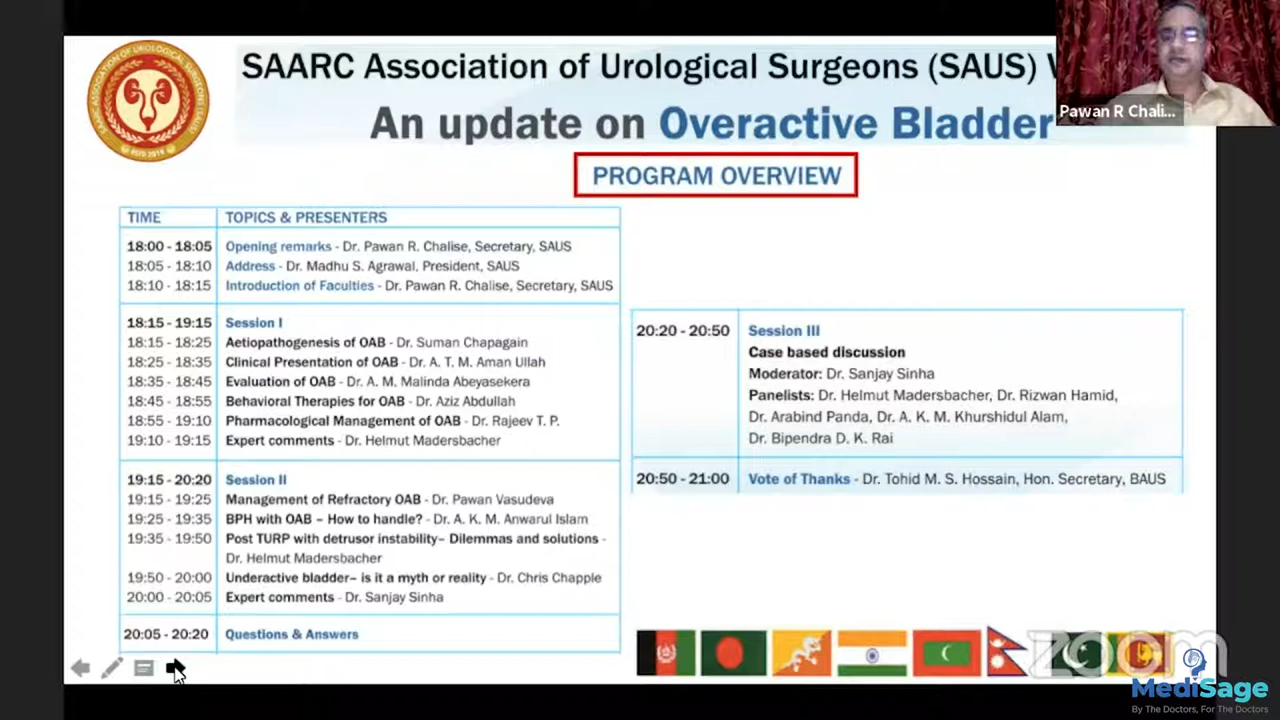 SAARC ASSOCIATION OF UROLOGICAL SURGEONS
SAARC Association of Urological Surgeons (SAUS)
An update on Overactive Bladder
Pawan R Chali...
PROGRAM OVERVIEW
TIME TOPICS & PRESENTERS
18:00 - 18:05 Opening remarks - Dr. Pawan R. Chalise, Secretary, SAUS
18:05 - 18:10 Address - Dr. Madhu S. Agrawal, President, SAUS
18:10 - 18:15 Introduction of Faculties - Dr. Pawan R. Chalise, Secretary, SAUS
18:15 - 19:15 Session I
18:15 - 18:25 Aetiopathogenesis of OAB - Dr. Suman Chapagain
18:25 - 18:35 Clinical Presentation of OAB - Dr. A. T. M. Aman Ullah
18:35 - 18:45 Evaluation of OAB - Dr. A. M. Malinda Abeyasekera
18:45 - 18:55 Behavioral Therapies for OAB - Dr. Aziz Abdullah
18:55 - 19:10 Pharmacological Management of OAB - Dr. Rajeev T. P.
19:10 - 19:15 Expert comments - Dr. Helmut Madersbacher
19:15 - 20:20 Session II
19:15 - 19:25 Management of Refractory OAB - Dr. Pawan Vasudeva
19:25 - 19:35 BPH with OAB – How to handle? - Dr. A. K. M. Anwarul Islam
19:35 - 19:50 Post TURP with detrusor instability– Dilemmas and solutions -
Dr. Helmut Madersbacher
19:50 - 20:00 Underactive bladder– is it a myth or reality - Dr. Chris Chapple
20:00 - 20:05 Expert comments - Dr. Sanjay Sinha
20:05 - 20:20 Questions & Answers
20:20 - 20:50 Session III
Case based discussion
Moderator: Dr. Sanjay Sinha
Panelists: Dr. Helmut Madersbacher, Dr. Rizwan Hamid,
Dr. Arabind Panda, Dr. A. K. M. Khurshidul Alam,
Dr. Bipendra D. K. Rai
20:50 - 21:00 Vote of Thanks - Dr. Tohid M. S. Hossain, Hon. Secretary, BAUS
zoom
MediSage
By The Doctors, For The Doctors